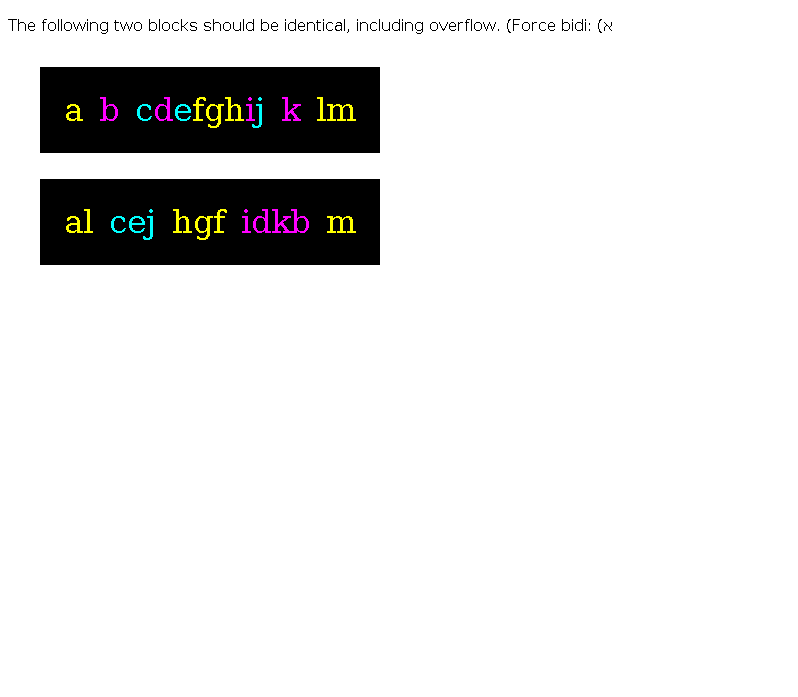 The following two blocks should be identical, including overflow. (Force bidi: (א
a b cdefghij k lm
al cej hgf idkb m